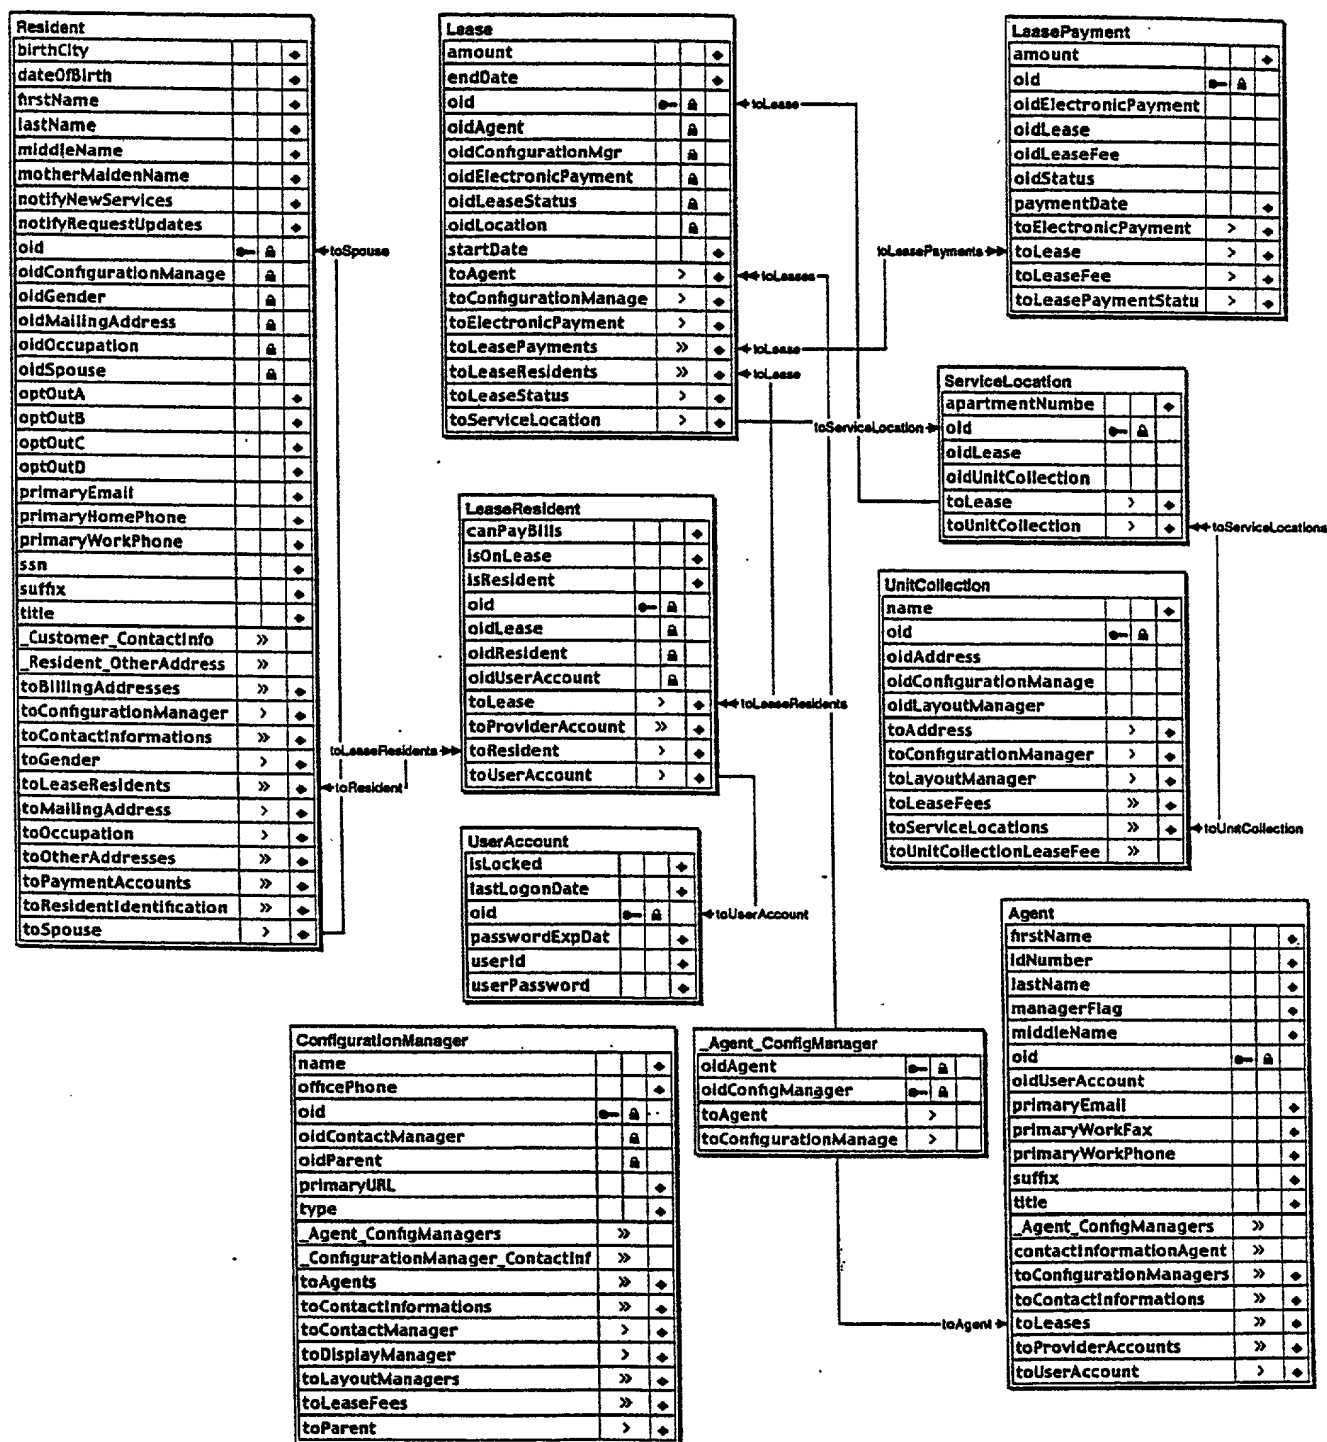 Resident
birthCity
dateOfBirth
firstName
lastName
middleName
motherMaidenName
notifyNewServices
notifyRequestUpdates
oid
oidConfigurationManage
oidGender
oidMailingAddress
oidOccupation
oidSpouse
optOutA
optOutB
optOutC
optOutD
primaryEmail
primaryHomePhone
primaryWorkPhone
ssn
suffix
title
_Customer_ContactInfo
_Resident_OtherAddress
toBillingAddresses
toConfigurationManager
toContactInformations
toGender
toLeaseResidents
toMailingAddress
toOccupation
toOtherAddresses
toPaymentAccounts
toResidentIdentification
toSpouse
toSpouse
toLeaseResidents
toResident
Lease
amount
endDate
oid
oidAgent
oidConfigurationMgr
oidElectronicPayment
oidLeaseStatus
oidLocation
startDate
toAgent
toConfigurationManage
toElectronicPayment
toLeasePayments
toLeaseResidents
toLeaseStatus
toServiceLocation
toLease
toLeases
toLease
toLease
toLeasePayments
toServiceLocation
LeasePayment
amount
oid
oidElectronicPayment
oidLease
oidLeaseFee
oidStatus
paymentDate
toElectronicPayment
toLease
toLeaseFee
toLeasePaymentStatu
ServiceLocation
apartmentNumbe
oid
oidLease
oidUnitCollection
toLease
toUnitCollection
toServiceLocations
LeaseResident
canPayBills
isOnLease
isResident
oid
oidLease
oidResident
oidUserAccount
toLease
toProviderAccount
toResident
toUserAccount
toLeaseResidents
UnitCollection
name
oid
oidAddress
oidConfigurationManage
oidLayoutManager
toAddress
toConfigurationManager
toLayoutManager
toLeaseFees
toServiceLocations
toUnitCollectionLeaseFee
toUnitCollection
UserAccount
isLocked
lastLogonDate
oid
passwordExpDat
userId
userPassword
toUserAccount
Agent
firstName
idNumber
lastName
managerFlag
middleName
oid
oidUserAccount
primaryEmail
primaryWorkFax
primaryWorkPhone
suffix
title
_Agent_ConfigManagers
contactInformationAgent
toConfigurationManagers
toContactInformations
toLeases
toProviderAccounts
toUserAccount
toAgent
ConfigurationManager
name
officePhone
oid
oidContactManager
oidParent
primaryURL
type
_Agent_ConfigManagers
_ConfigurationManager_ContactInf
toAgents
toContactInformations
toContactManager
toDisplayManager
toLayoutManagers
toLeaseFees
toParent
_Agent_ConfigManager
oidAgent
oidConfigManager
toAgent
toConfigurationManage